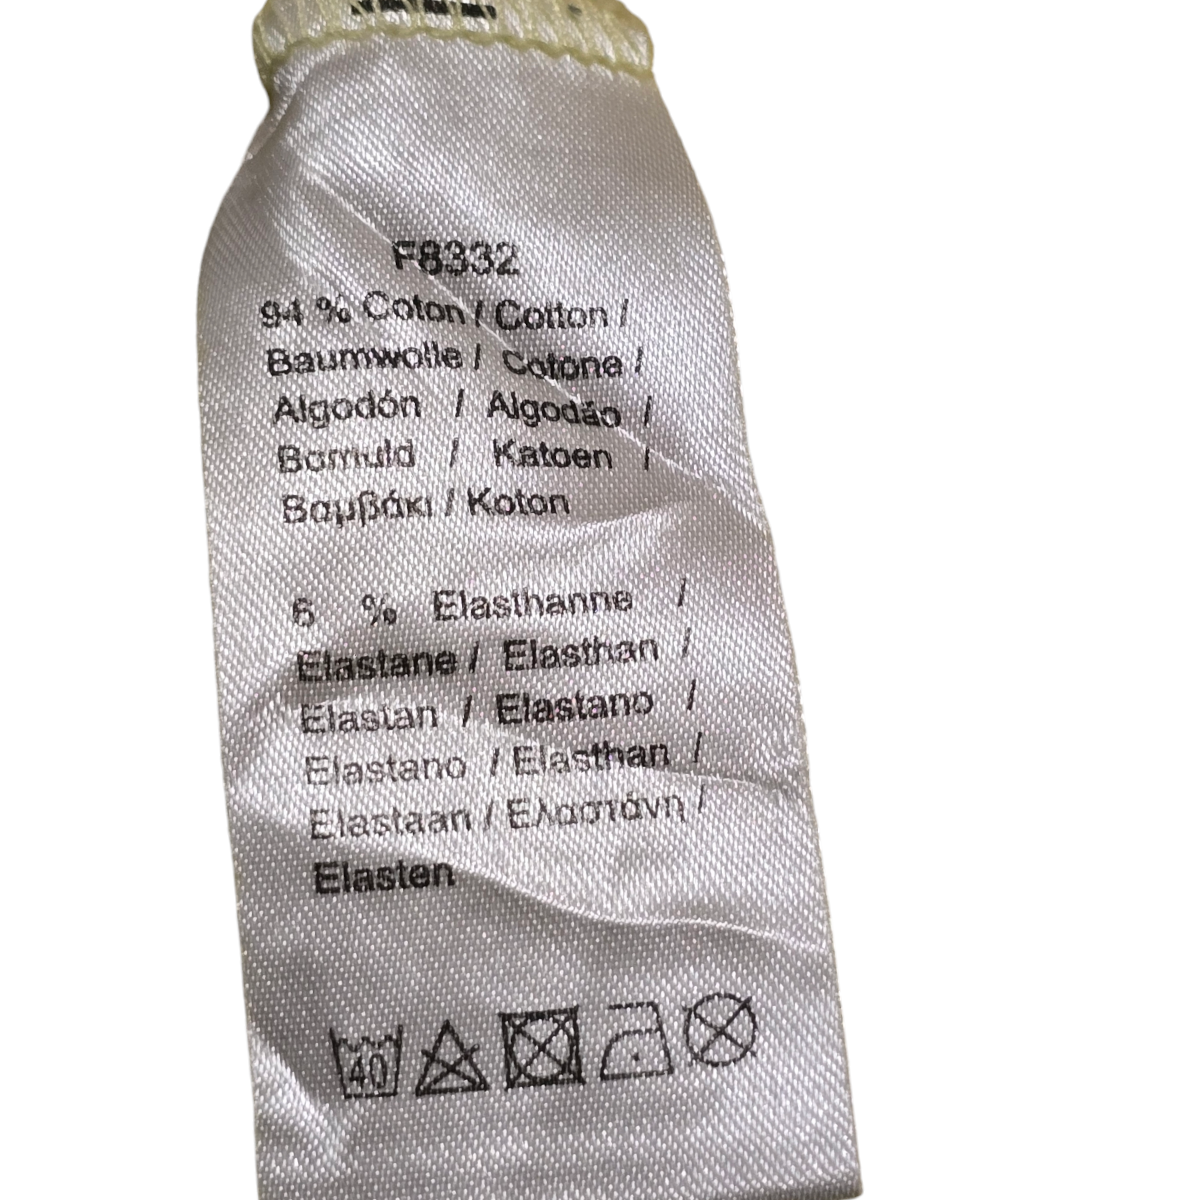 F8332
94 % Coton / Cotton /
Baumwolle / Cotone /
Algodón / Algodão /
Bomuld / Katoen /
Βαμβάκι / Koton
6 % Elasthanne /
Elastane / Elasthan /
Elastan / Elastano /
Elastano / Elasthan /
Elastaan / Ελαστάνη /
Elasten
40